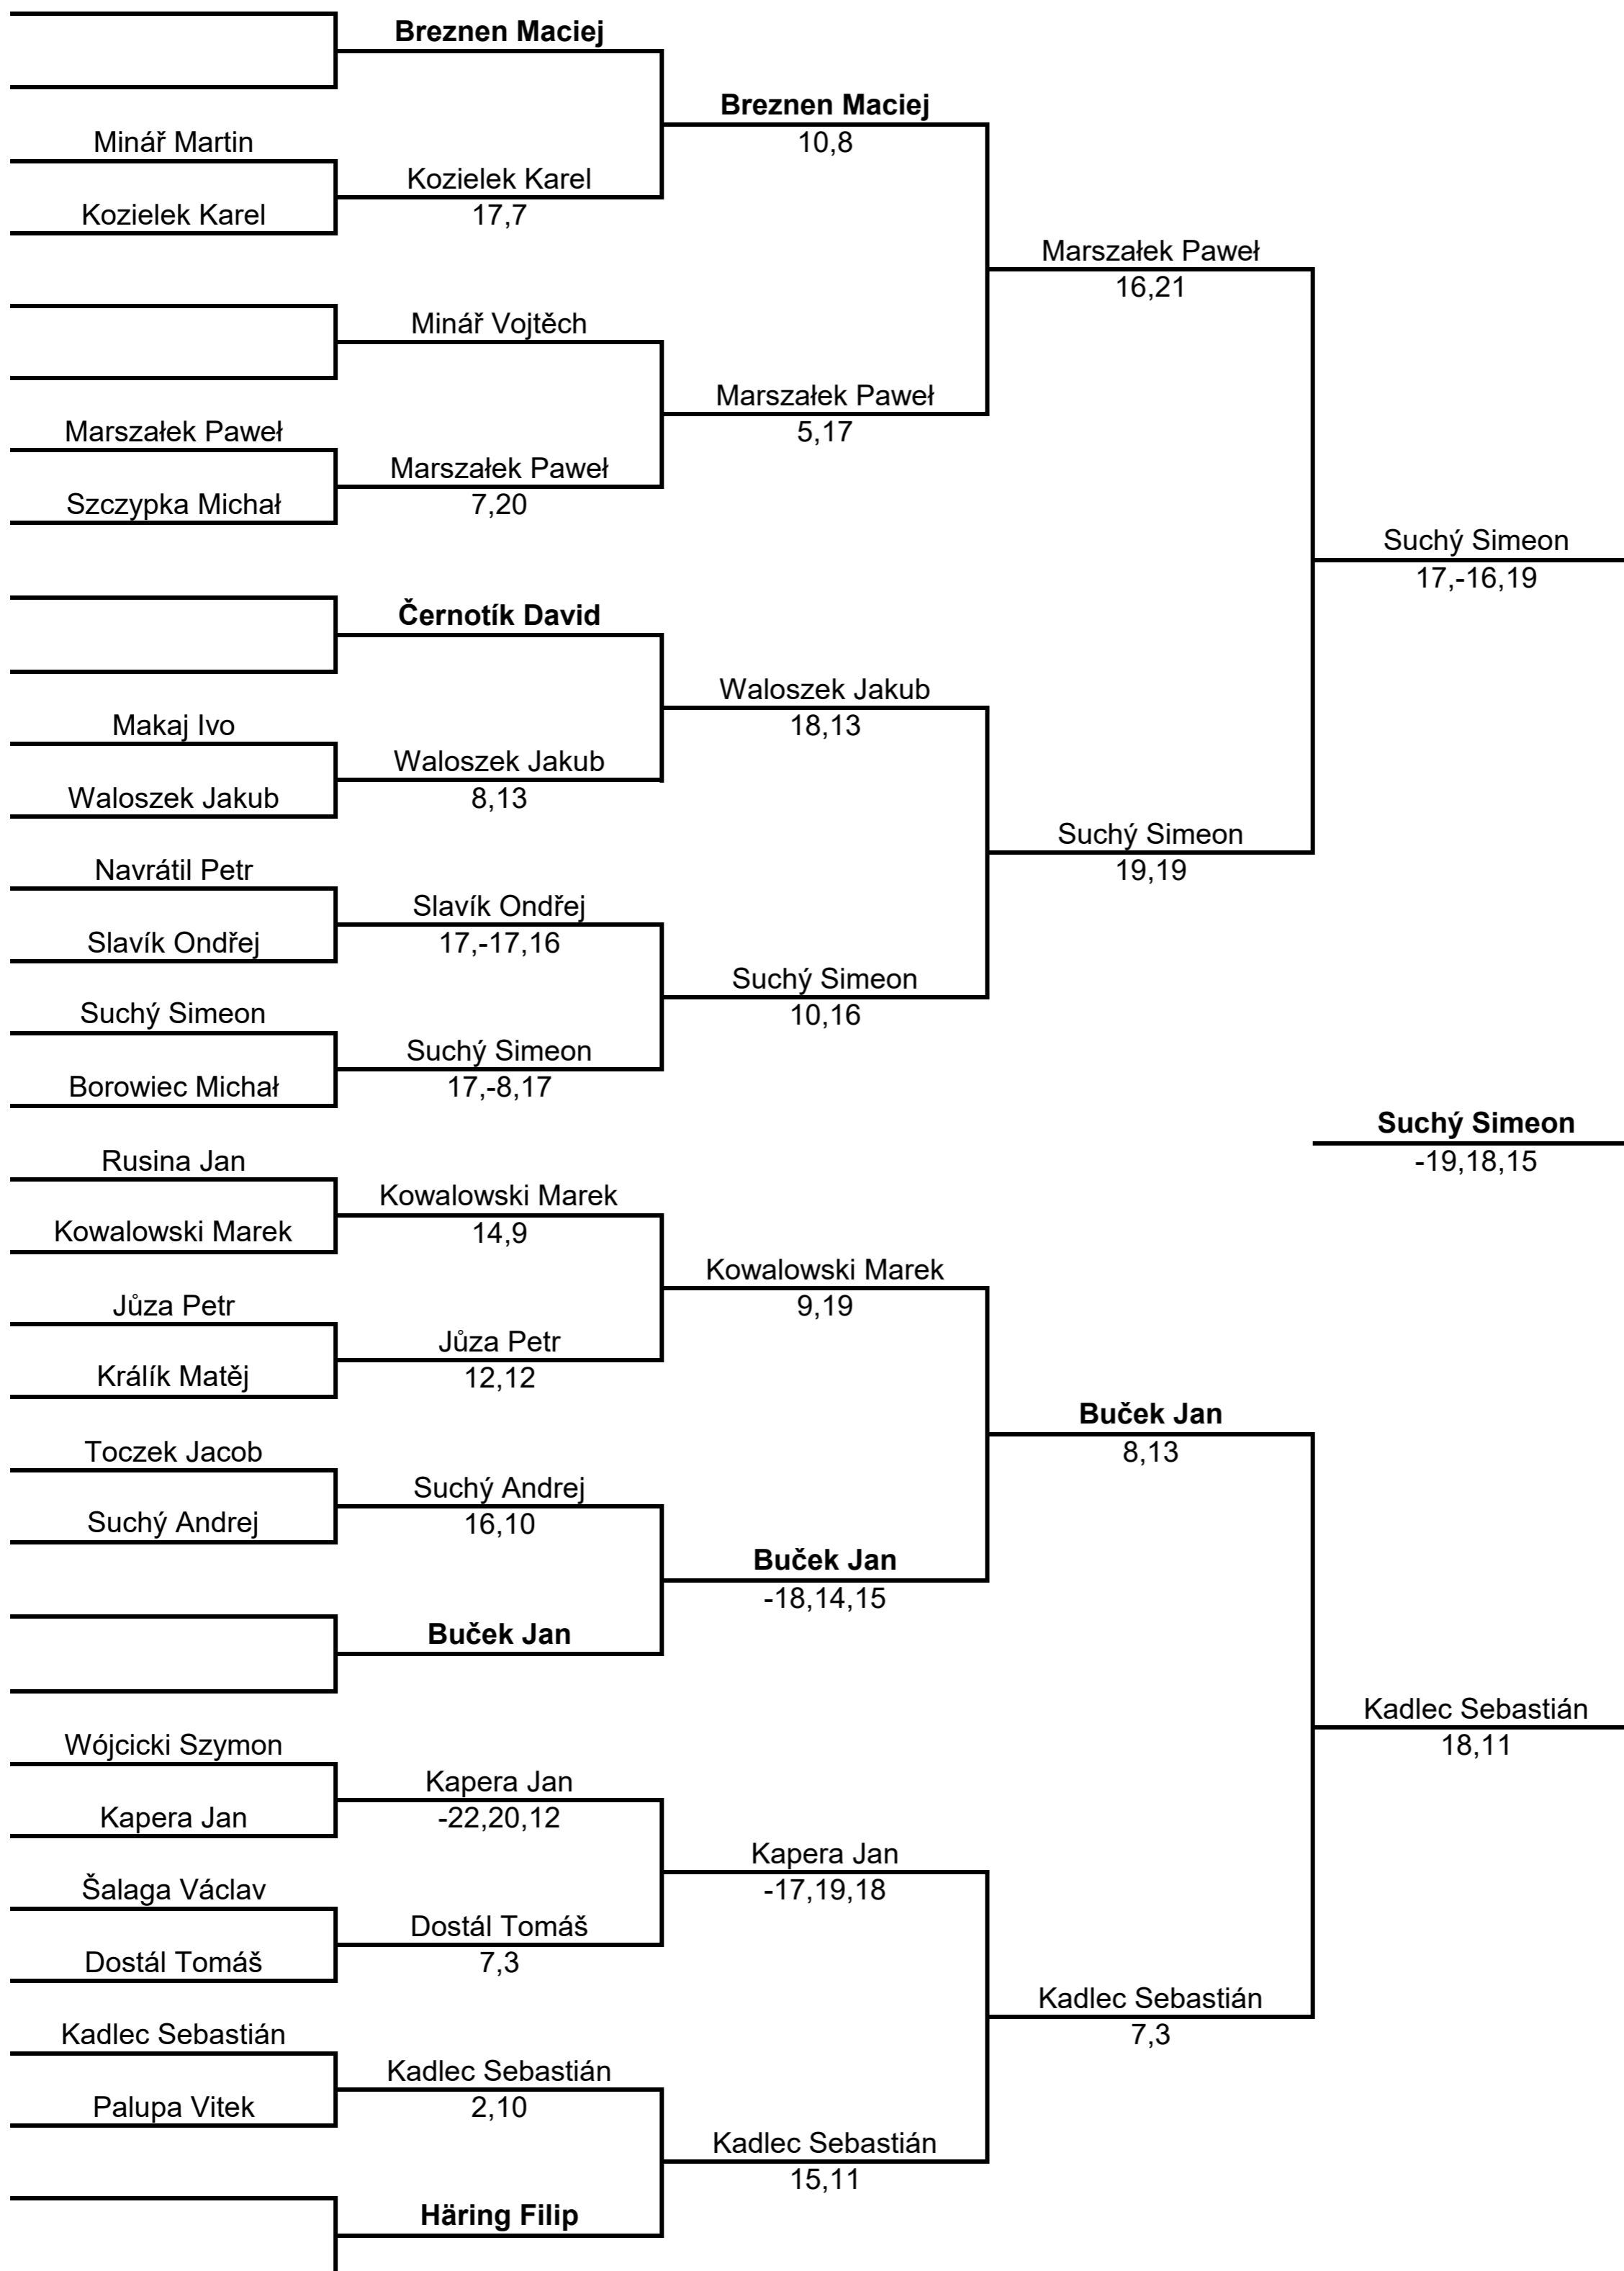 Breznen Maciej
Breznen Maciej
10,8
Minář Martin
Kozielek Karel
17,7
Kozielek Karel
Marszałek Paweł
16,21
Minář Vojtěch
Marszałek Paweł
5,17
Marszałek Paweł
Marszałek Paweł
7,20
Szczypka Michał
Suchý Simeon
17,-16,19
Černotík David
Waloszek Jakub
18,13
Makaj Ivo
Waloszek Jakub
8,13
Waloszek Jakub
Suchý Simeon
19,19
Navrátil Petr
Slavík Ondřej
17,-17,16
Slavík Ondřej
Suchý Simeon
10,16
Suchý Simeon
Suchý Simeon
17,-8,17
Borowiec Michał
Suchý Simeon
-19,18,15
Rusina Jan
Kowalowski Marek
14,9
Kowalowski Marek
Kowalowski Marek
9,19
Jůza Petr
Jůza Petr
12,12
Králík Matěj
Buček Jan
8,13
Toczek Jacob
Suchý Andrej
16,10
Suchý Andrej
Buček Jan
-18,14,15
Buček Jan
Kadlec Sebastián
18,11
Wójcicki Szymon
Kapera Jan
-22,20,12
Kapera Jan
Kapera Jan
-17,19,18
Šalaga Václav
Dostál Tomáš
7,3
Dostál Tomáš
Kadlec Sebastián
7,3
Kadlec Sebastián
Kadlec Sebastián
2,10
Palupa Vitek
Kadlec Sebastián
15,11
Häring Filip